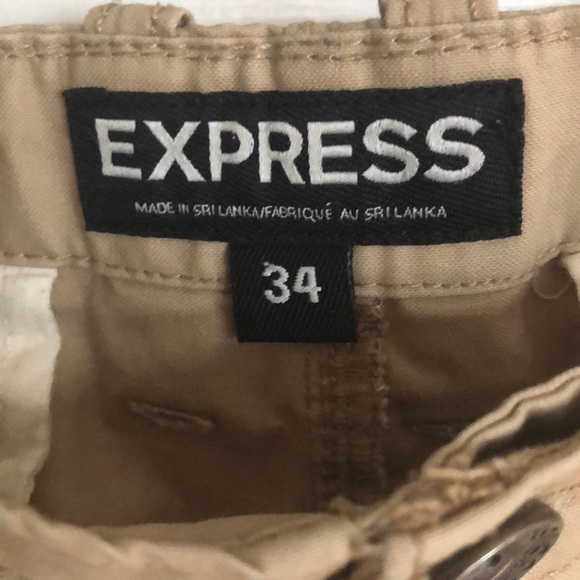 EXPRESS
MADE IN SRI LANKA/FABRIQUÉ AU SRI LANKA
34